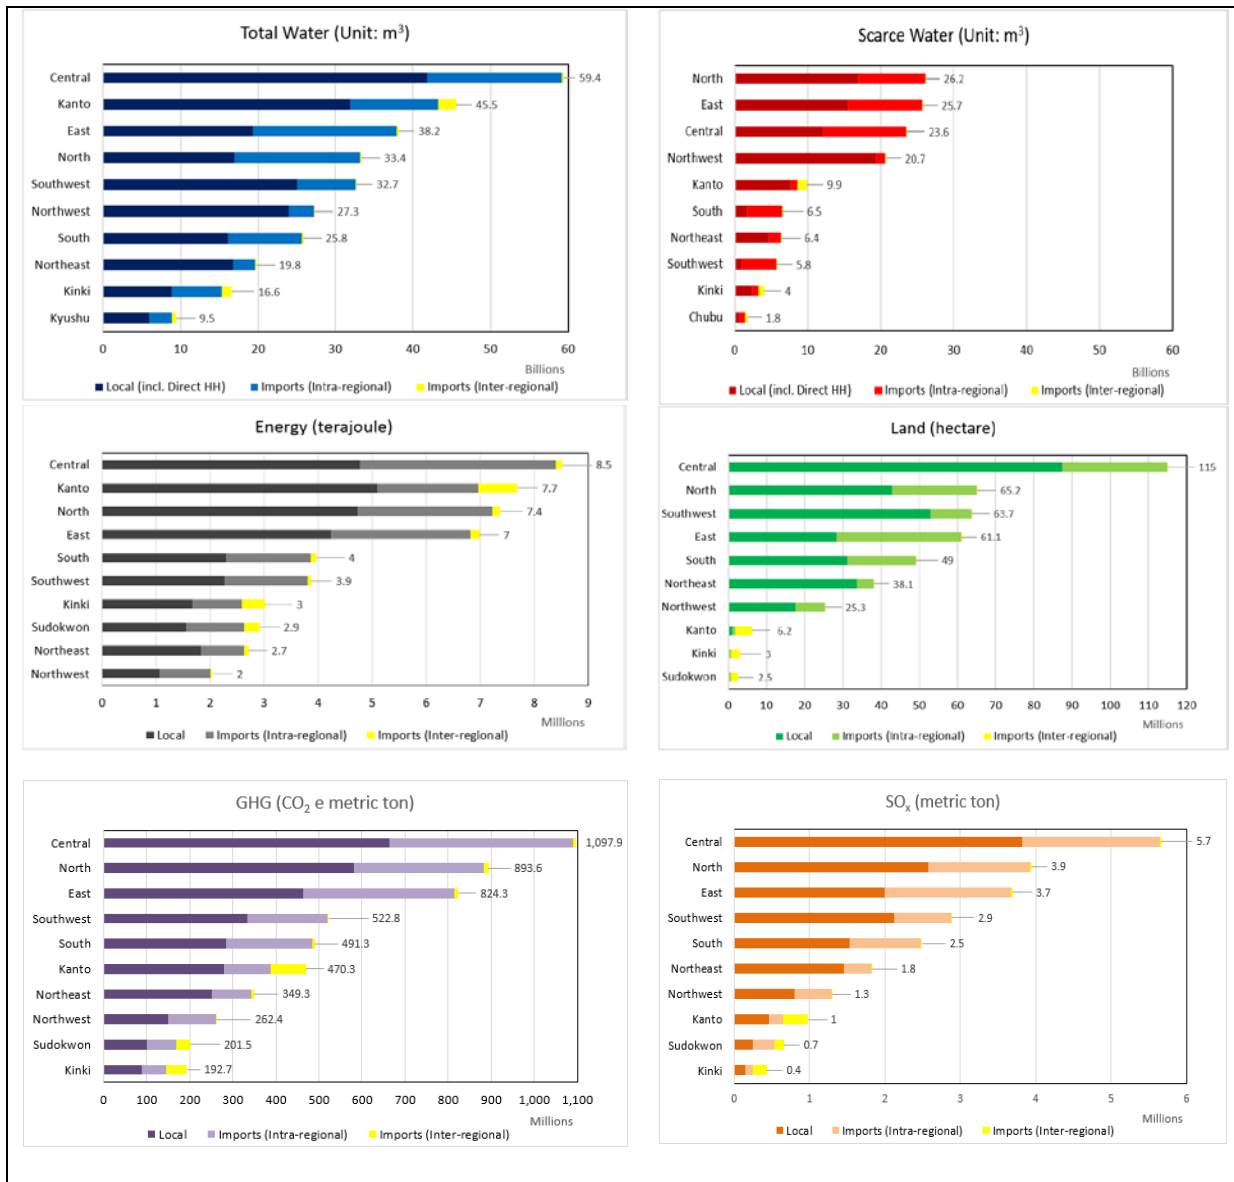 Total Water (Unit: m³)
Central 59.4
Kanto 45.5
East 38.2
North 33.4
Southwest 32.7
Northwest 27.3
South 25.8
Northeast 19.8
Kinki 16.6
Kyushu 9.5
0 10 20 30 40 50 60
Billions
Local (incl. Direct HH) Imports (Intra-regional) Imports (Inter-regional)
Scarce Water (Unit: m³)
North 26.2
East 25.7
Central 23.6
Northwest 20.7
Kanto 9.9
South 6.5
Northeast 6.4
Southwest 5.8
Kinki 4
Chubu 1.8
0 10 20 30 40 50 60
Billions
Local (incl. Direct HH) Imports (Intra-regional) Imports (Inter-regional)
Energy (terajoule)
Central 8.5
Kanto 7.7
North 7.4
East 7
South 4
Southwest 3.9
Kinki 3
Sudokwon 2.9
Northeast 2.7
Northwest 2
0 1 2 3 4 5 6 7 8 9
Millions
Local Imports (Intra-regional) Imports (Inter-regional)
Land (hectare)
Central 115
North 65.2
Southwest 63.7
East 61.1
South 49
Northeast 38.1
Northwest 25.3
Kanto 6.2
Kinki 3
Sudokwon 2.5
0 10 20 30 40 50 60 70 80 90 100 110 120
Millions
Local Imports (Intra-regional) Imports (Inter-regional)
GHG (CO₂ e metric ton)
Central 1,097.9
North 893.6
East 824.3
Southwest 522.8
South 491.3
Kanto 470.3
Northeast 349.3
Northwest 262.4
Sudokwon 201.5
Kinki 192.7
0 100 200 300 400 500 600 700 800 900 1,000 1,100
Millions
Local Imports (Intra-regional) Imports (Inter-regional)
SOₓ (metric ton)
Central 5.7
North 3.9
East 3.7
Southwest 2.9
South 2.5
Northeast 1.8
Northwest 1.3
Kanto 1
Sudokwon 0.7
Kinki 0.4
0 1 2 3 4 5 6
Millions
Local Imports (Intra-regional) Imports (Inter-regional)